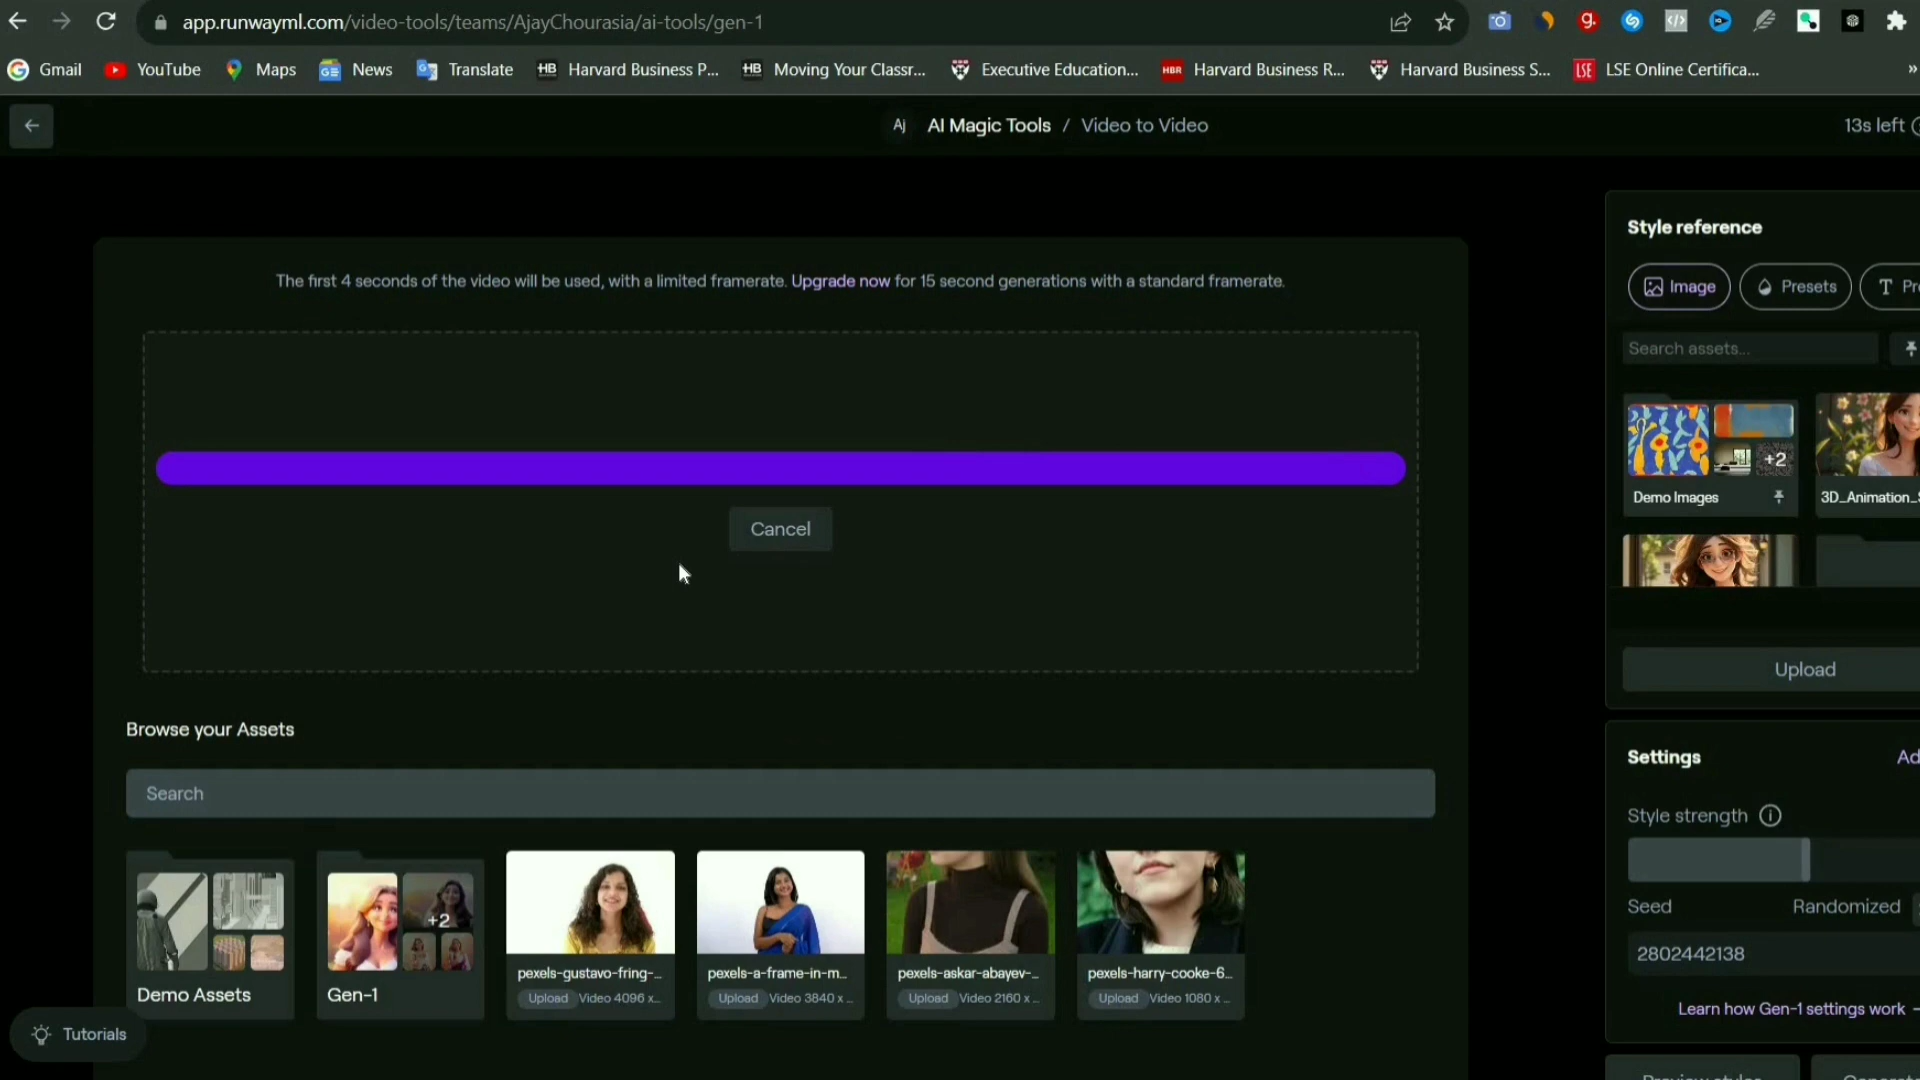 app.runwayml.com/video-tools/teams/AjayChourasia/ai-tools/gen-1
Gmail YouTube Maps News Translate Harvard Business P... Moving Your Classr... Executive Education... Harvard Business R... Harvard Business S... LSE Online Certifica... »
Aj AI Magic Tools / Video to Video
13s left
The first 4 seconds of the video will be used, with a limited framerate. Upgrade now for 15 second generations with a standard framerate.
Cancel
Browse your Assets
Search
Demo Assets
+2
Gen-1
pexels-gustavo-fring-...
Upload Video 4096 x...
pexels-a-frame-in-m...
Upload Video 3840 x ...
pexels-askar-abayev-...
Upload Video 2160 x ...
pexels-harry-cooke-6...
Upload Video 1080 x ...
Tutorials
Style reference
Image Presets
Search assets...
+2
Demo Images
3D_Animation_
Upload
Settings
Style strength
Seed Randomized
2802442138
Learn how Gen-1 settings work